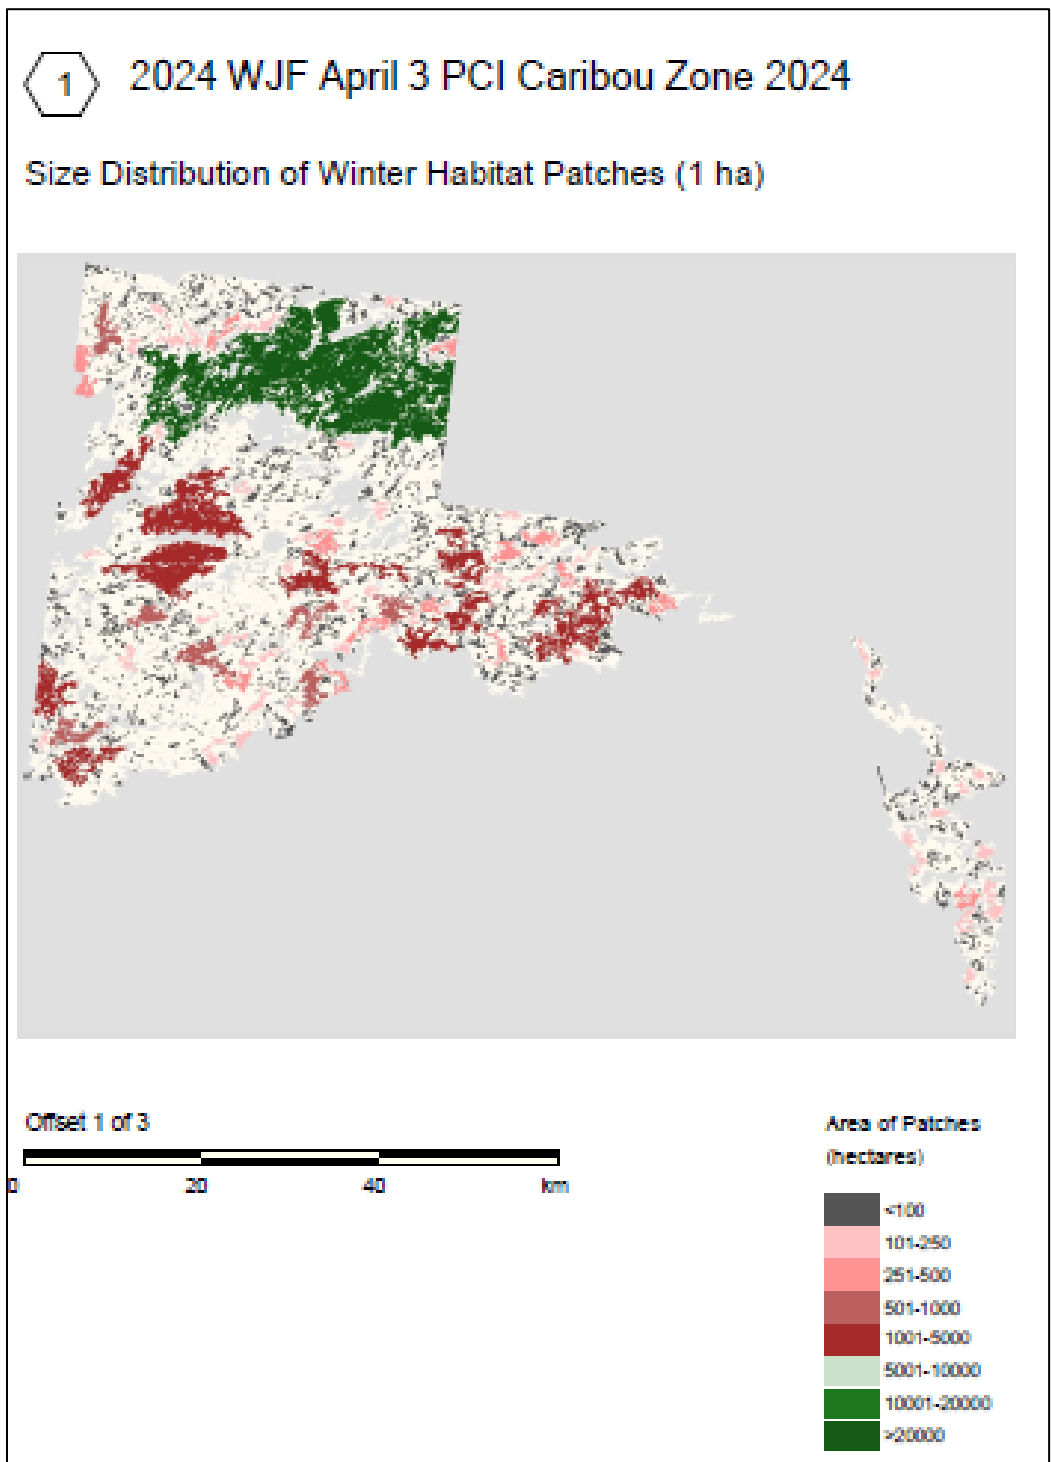 1
2024 WJF April 3 PCI Caribou Zone 2024
Size Distribution of Winter Habitat Patches (1 ha)
Offset 1 of 3
0 20 40 km
Area of Patches
(hectares)
<100
101-250
251-500
501-1000
1001-5000
5001-10000
10001-20000
>20000